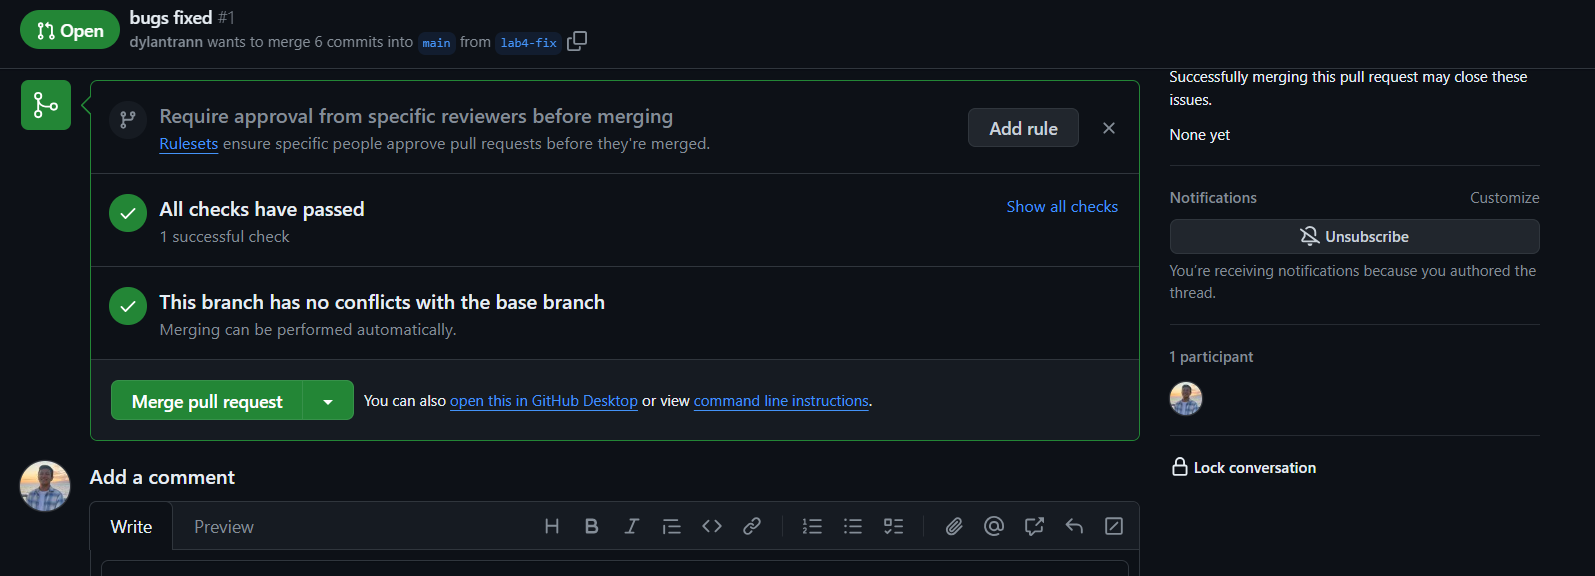 Open
bugs fixed #1
dylantrann wants to merge 6 commits into main from lab4-fix
Require approval from specific reviewers before merging
Rulesets ensure specific people approve pull requests before they're merged.
Add rule
All checks have passed
1 successful check
Show all checks
This branch has no conflicts with the base branch
Merging can be performed automatically.
Merge pull request
You can also open this in GitHub Desktop or view command line instructions.
Add a comment
Write
Preview
Successfully merging this pull request may close these
issues.
None yet
Notifications
Customize
Unsubscribe
You're receiving notifications because you authored the
thread.
1 participant
Lock conversation